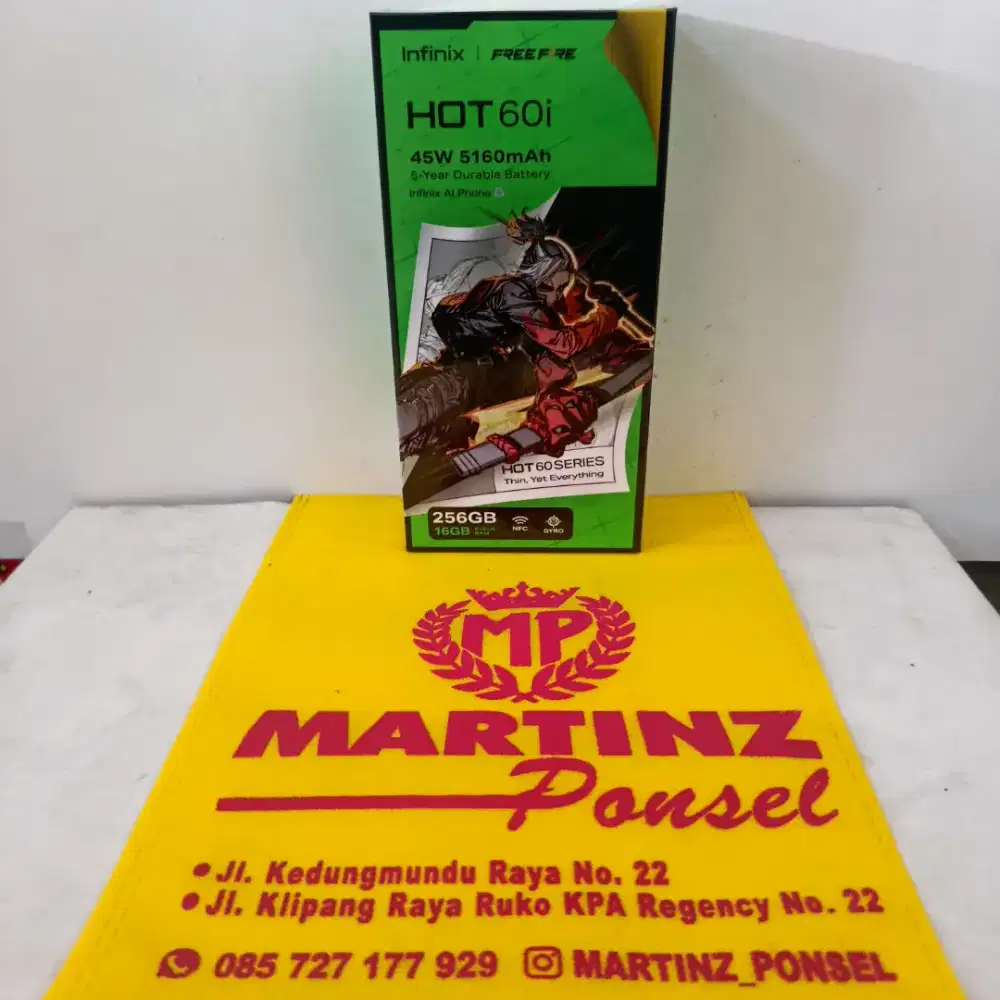 Infinix | FREE FIRE
HOT 60i
45W 5160mAh
5-Year Durable Battery
Infinix AI Phone
HOT 60 SERIES
Thin, Yet Everything
256GB
16GB
NFC
GYRO
MP
MARTINZ
Ponsel
•Jl. Kedungmundu Raya No. 22
•Jl. Klipang Raya Ruko KPA Regency No. 22
085 727 177 929 MARTINZ_PONSEL